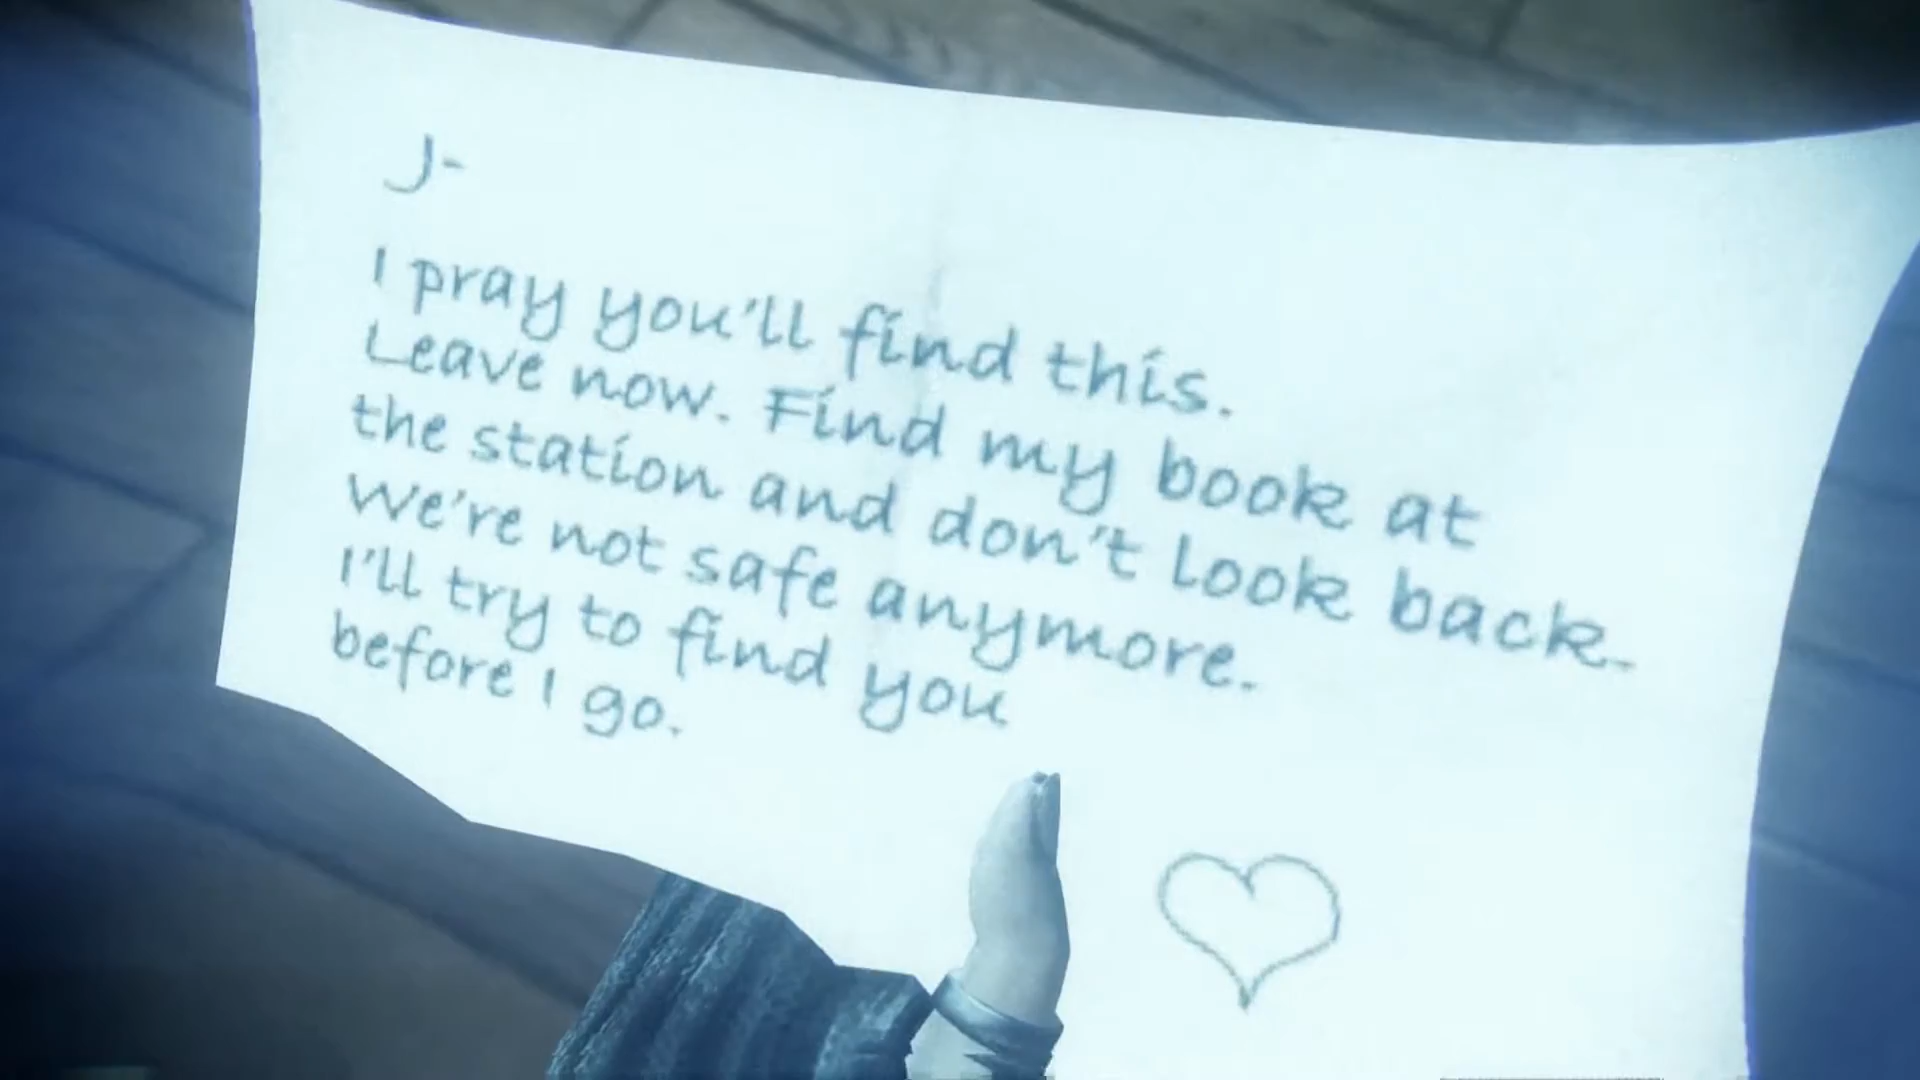 J-
I pray you'll find this.
Leave now. Find my book at
the station and don't look back.
We're not safe anymore.
I'll try to find you
before I go.